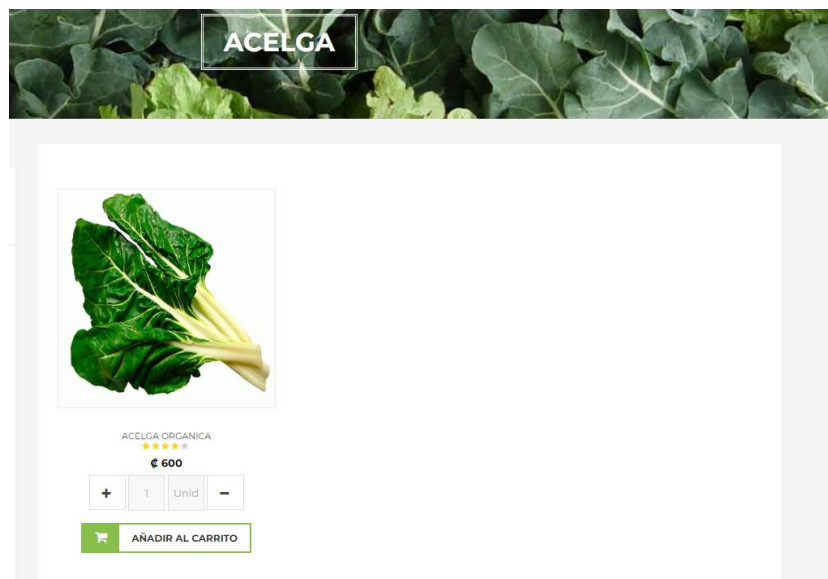 ACELGA
ACELGA ORGANICA
₡ 600
+ 1 Unid −
AÑADIR AL CARRITO